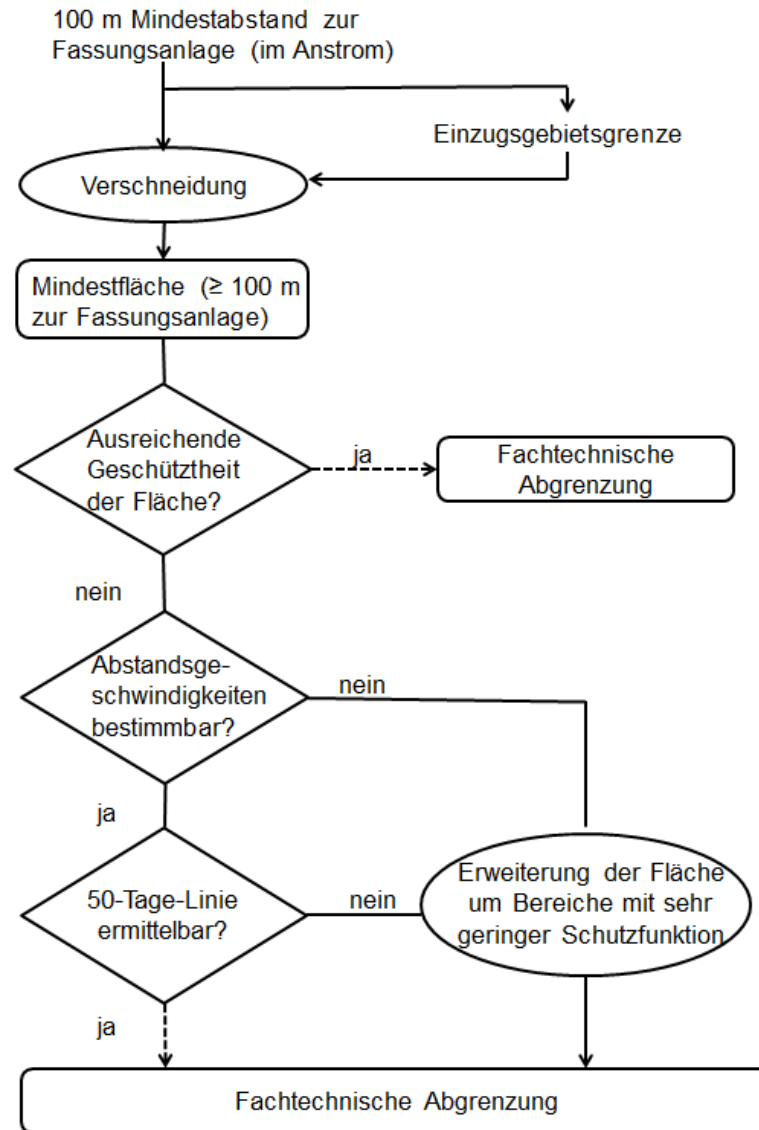 100 m Mindestabstand zur
Fassungsanlage (im Anstrom)
Einzugsgebietsgrenze
Verschneidung
Mindestfläche (≥ 100 m
zur Fassungsanlage)
Ausreichende
Geschütztheit
der Fläche?
ja
Fachtechnische
Abgrenzung
nein
Abstandsge-
schwindigkeiten
bestimmbar?
nein
ja
50-Tage-Linie
ermittelbar?
nein
Erweiterung der Fläche
um Bereiche mit sehr
geringer Schutzfunktion
ja
Fachtechnische Abgrenzung